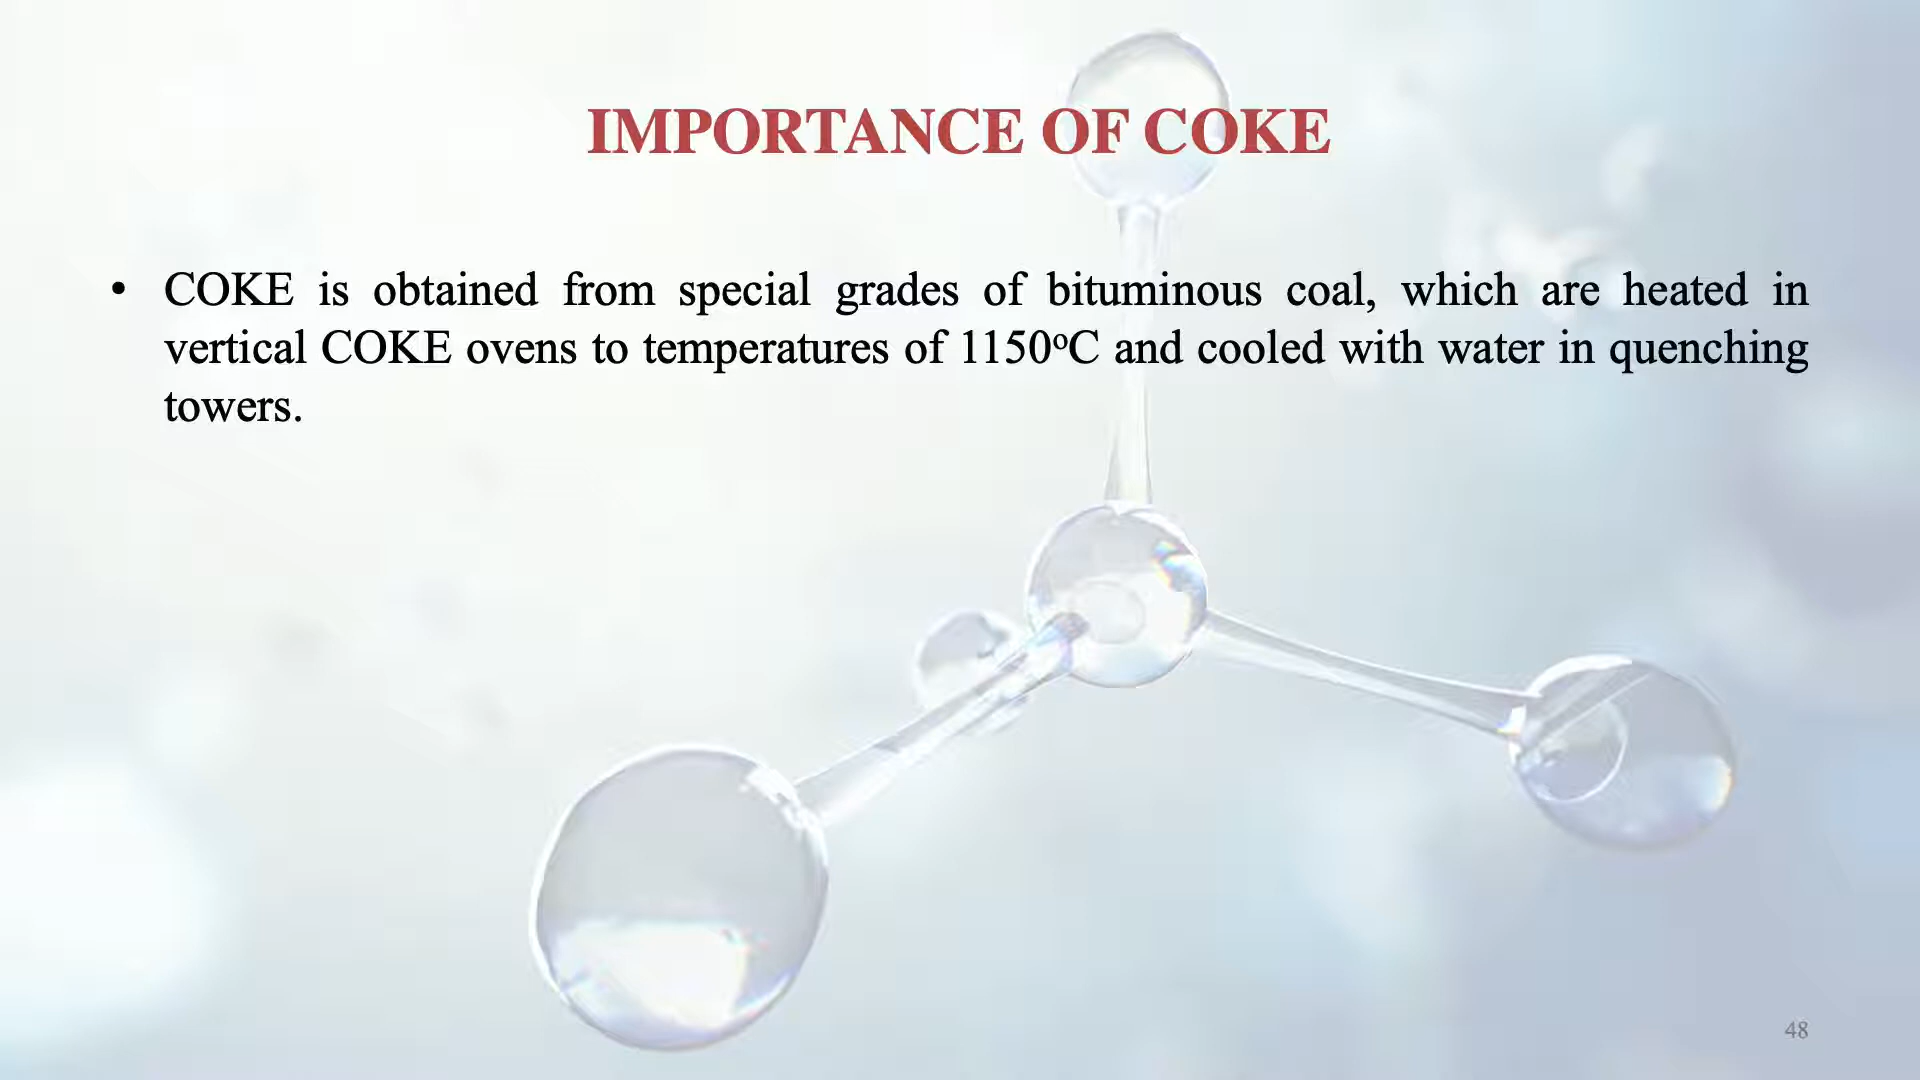 IMPORTANCE OF COKE
• COKE is obtained from special grades of bituminous coal, which are heated in
vertical COKE ovens to temperatures of 1150ᵒC and cooled with water in quenching
towers.
48